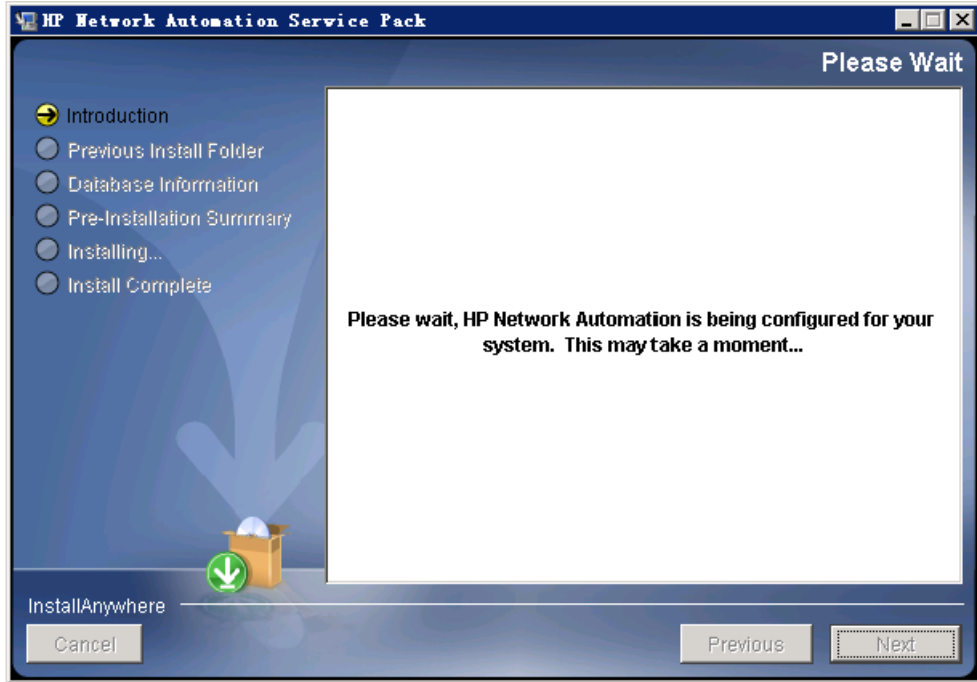 HP Network Automation Service Pack
Please Wait
Introduction
Previous Install Folder
Database Information
Pre-Installation Summary
Installing...
Install Complete
Please wait, HP Network Automation is being configured for your
system. This may take a moment...
InstallAnywhere
Cancel
Previous
Next